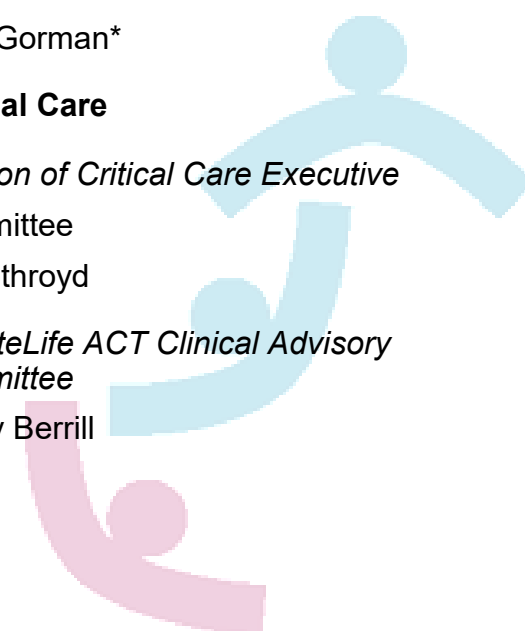 Gorman*
al Care
on of Critical Care Executive
mittee
throyd
teLife ACT Clinical Advisory
mittee
y Berrill